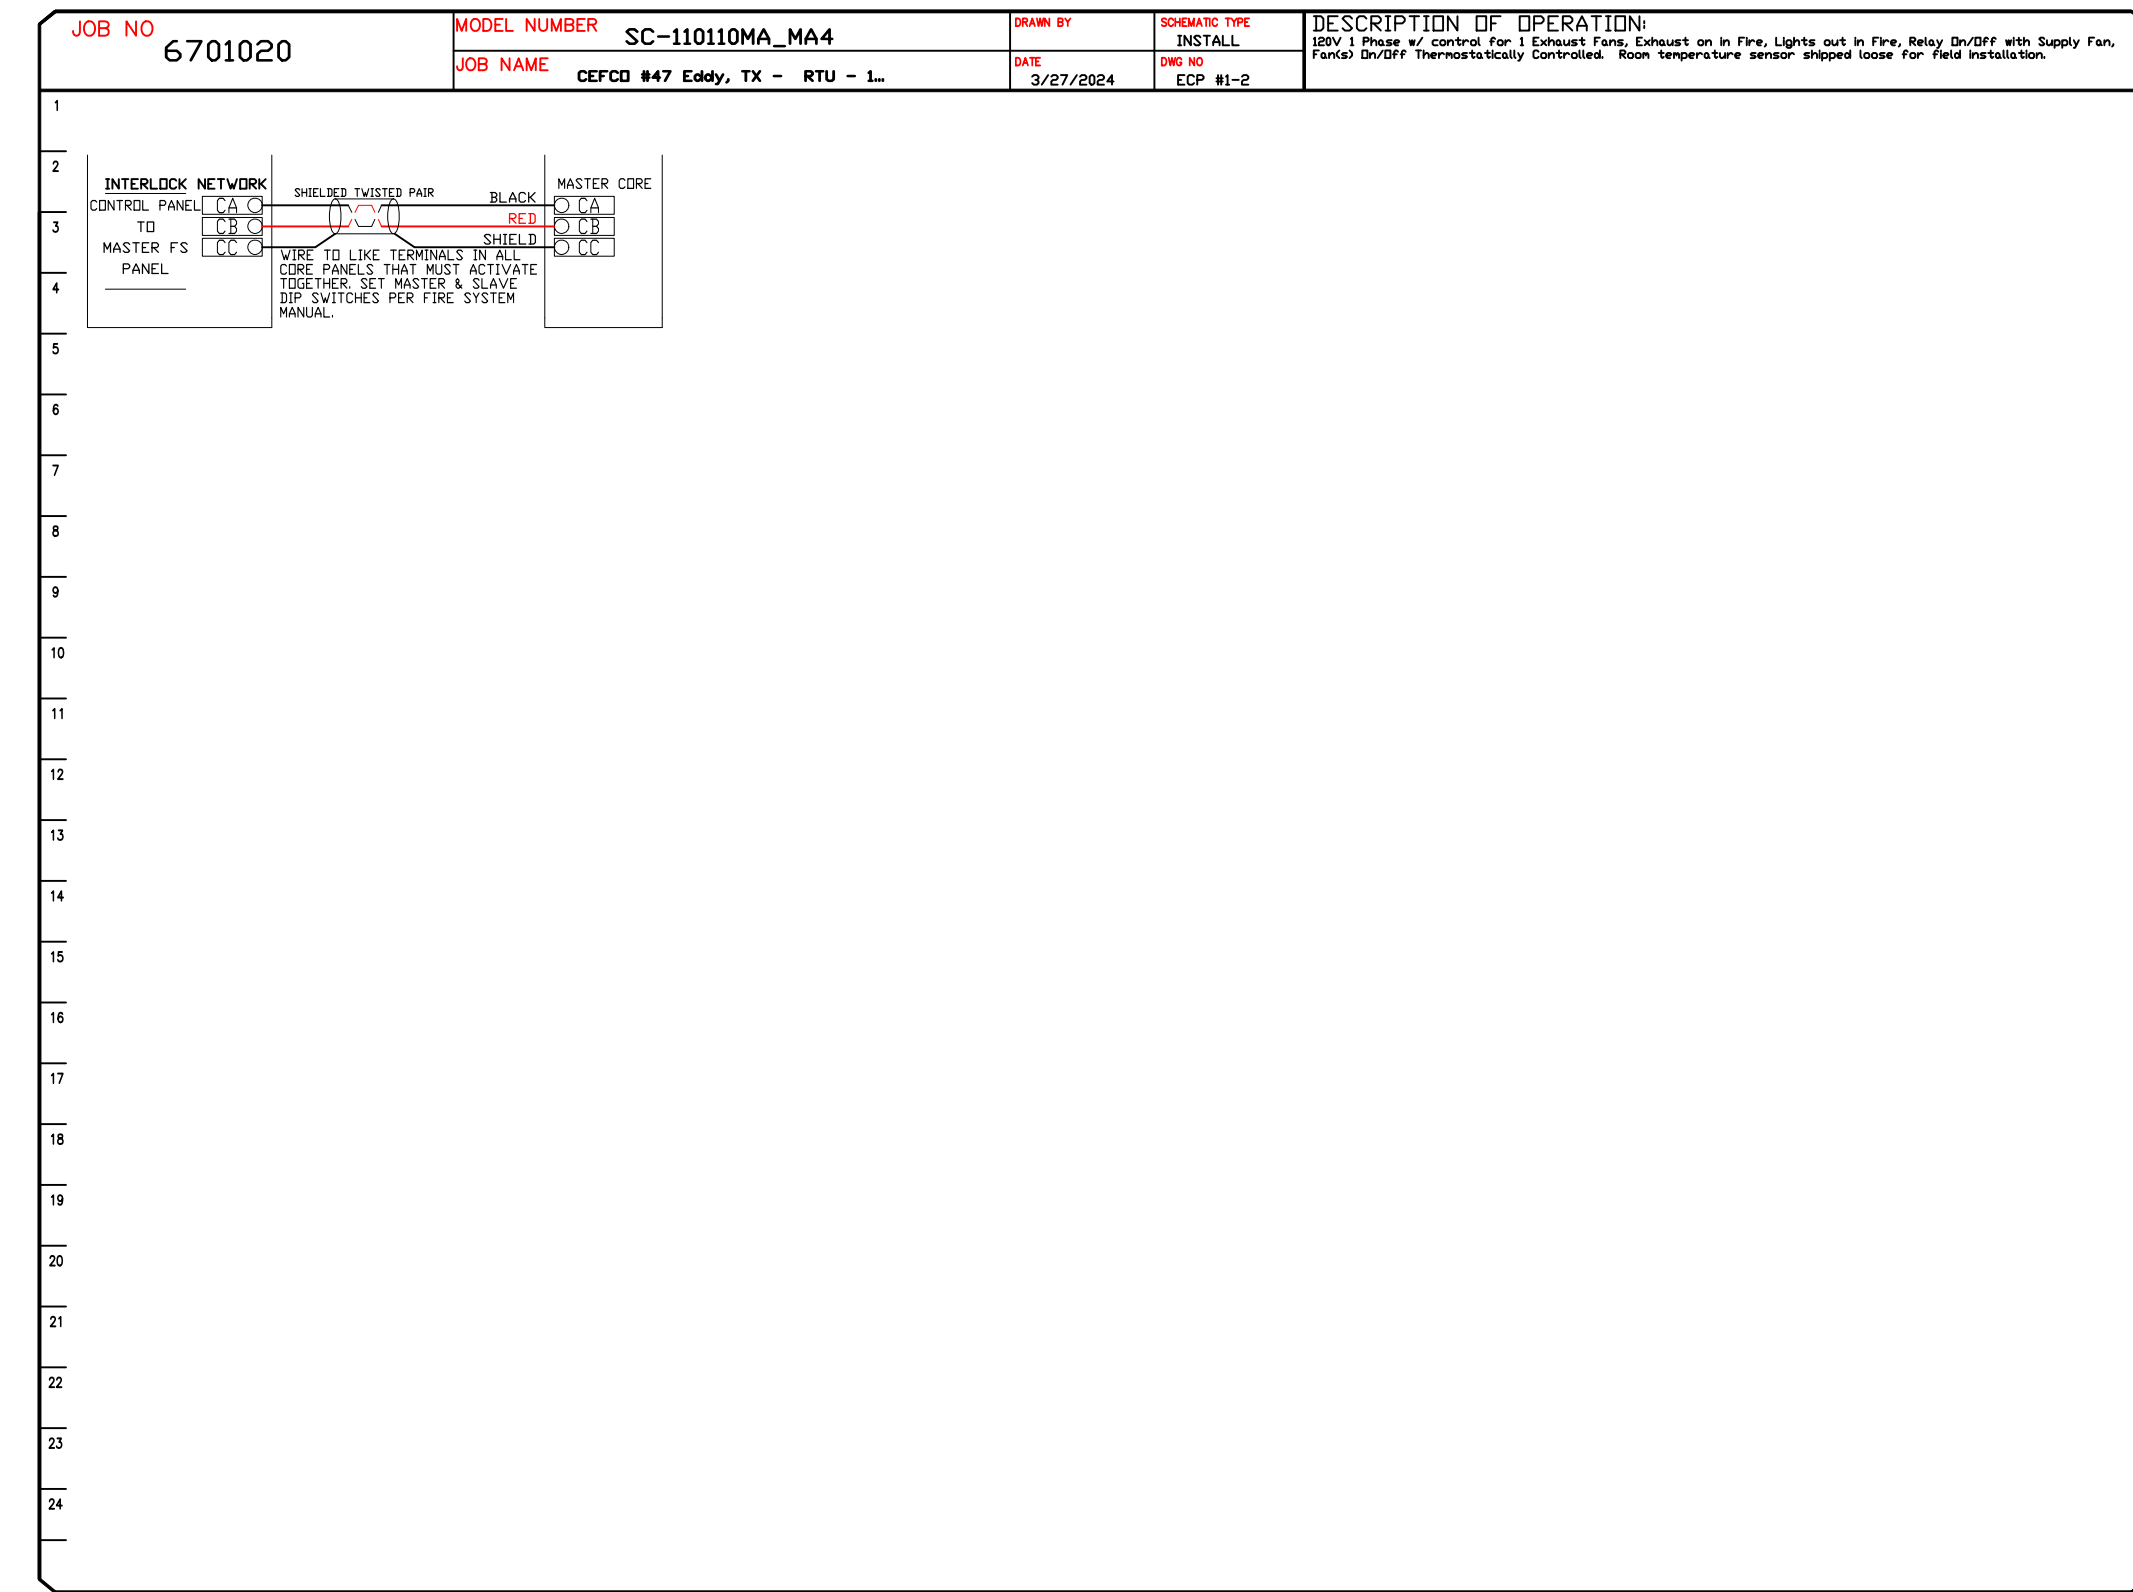 JOB NO
6701020
MODEL NUMBER
SC-110110MA_MA4
JOB NAME
CEFCO #47 Eddy, TX - RTU - 1...
DRAWN BY
DATE
3/27/2024
SCHEMATIC TYPE
INSTALL
DWG NO
ECP #1-2
DESCRIPTION OF OPERATION:
120V 1 Phase w/ control for 1 Exhaust Fans, Exhaust on in Fire, Lights out in Fire, Relay On/Off with Supply Fan,
Fan(s) On/Off Thermostatically Controlled. Room temperature sensor shipped loose for field installation.
1
2
INTERLOCK NETWORK
CONTROL PANEL
TO
MASTER FS
PANEL
CA
CB
CC
SHIELDED TWISTED PAIR
BLACK
RED
SHIELD
WIRE TO LIKE TERMINALS IN ALL
CORE PANELS THAT MUST ACTIVATE
TOGETHER. SET MASTER & SLAVE
DIP SWITCHES PER FIRE SYSTEM
MANUAL.
MASTER CORE
CA
CB
CC
3
4
5
6
7
8
9
10
11
12
13
14
15
16
17
18
19
20
21
22
23
24